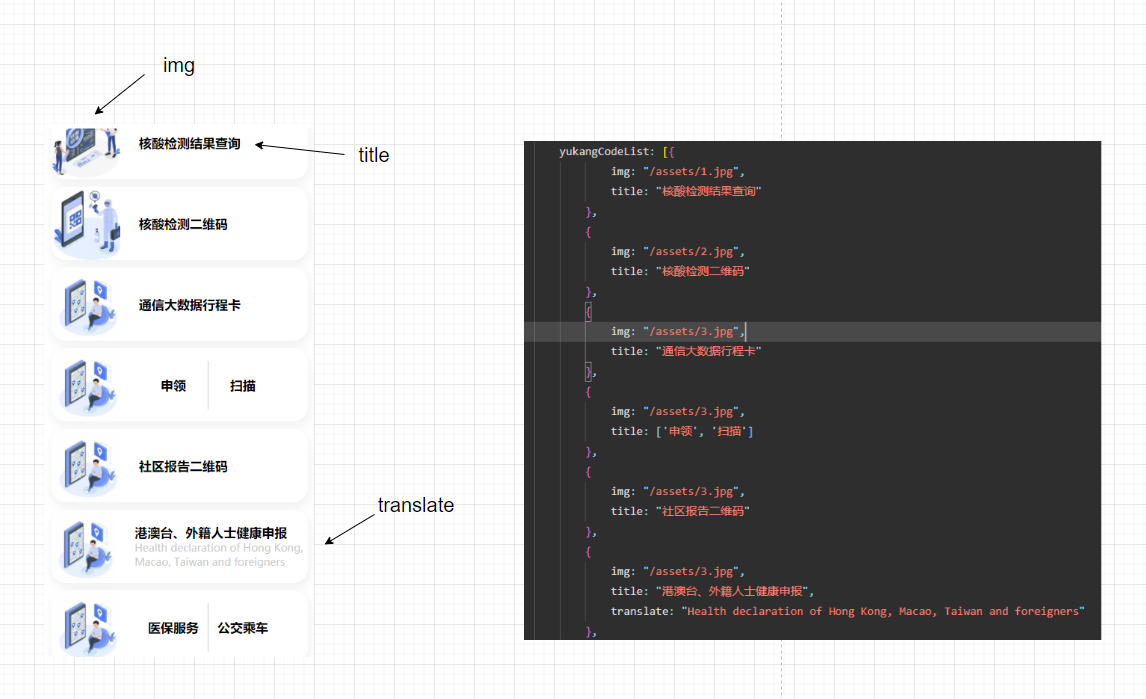 img
title
translate
核酸检测结果查询
核酸检测二维码
通信大数据行程卡
申领 扫描
社区报告二维码
港澳台、外籍人士健康申报
Health declaration of Hong Kong,
Macao, Taiwan and foreigners
医保服务 公交乘车
yukangCodeList: [{
img: "/assets/1.jpg",
title: "核酸检测结果查询"
},
{
img: "/assets/2.jpg",
title: "核酸检测二维码"
},
{
img: "/assets/3.jpg",
title: "通信大数据行程卡"
},
{
img: "/assets/3.jpg",
title: ['申领', '扫描']
},
{
img: "/assets/3.jpg",
title: "社区报告二维码"
},
{
img: "/assets/3.jpg",
title: "港澳台、外籍人士健康申报",
translate: "Health declaration of Hong Kong, Macao, Taiwan and foreigners"
},